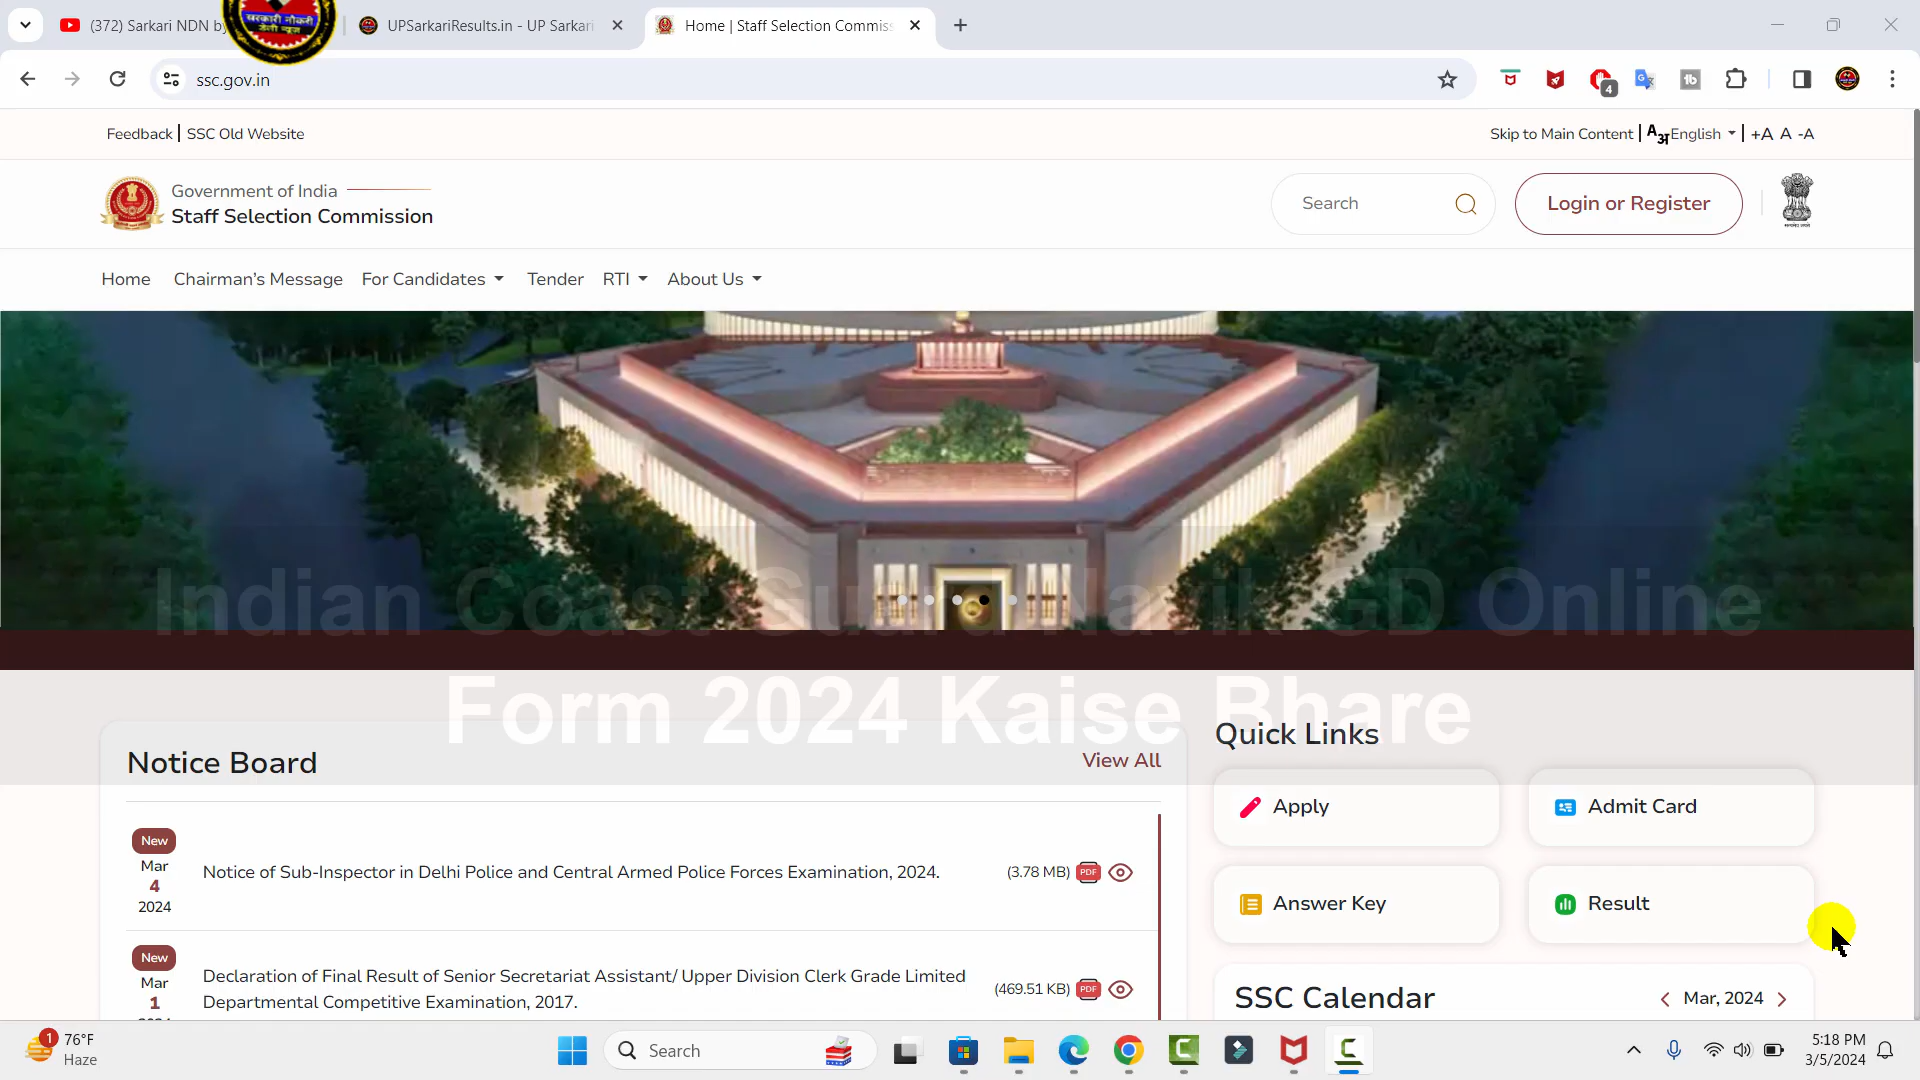 (372) Sarkari NDN by
सरकारी नौकरी
डेली न्यूज
UPSarkariResults.in - UP Sarkari
Home | Staff Selection Commiss
ssc.gov.in
4
Feedback | SSC Old Website
Skip to Main Content | A अ English | +A A -A
Government of India
Staff Selection Commission
Search
Login or Register
Home Chairman's Message For Candidates Tender RTI About Us
Indian Coast Guard Navik GD Online
Form 2024 Kaise Bhare
Notice Board
View All
New
Mar
4
2024
Notice of Sub-Inspector in Delhi Police and Central Armed Police Forces Examination, 2024.
(3.78 MB) PDF
New
Mar
1
Declaration of Final Result of Senior Secretariat Assistant/ Upper Division Clerk Grade Limited
Departmental Competitive Examination, 2017.
(469.51 KB) PDF
Quick Links
Apply
Admit Card
Answer Key
Result
SSC Calendar
Mar, 2024
1
76°F
Haze
Search
5:18 PM
3/5/2024